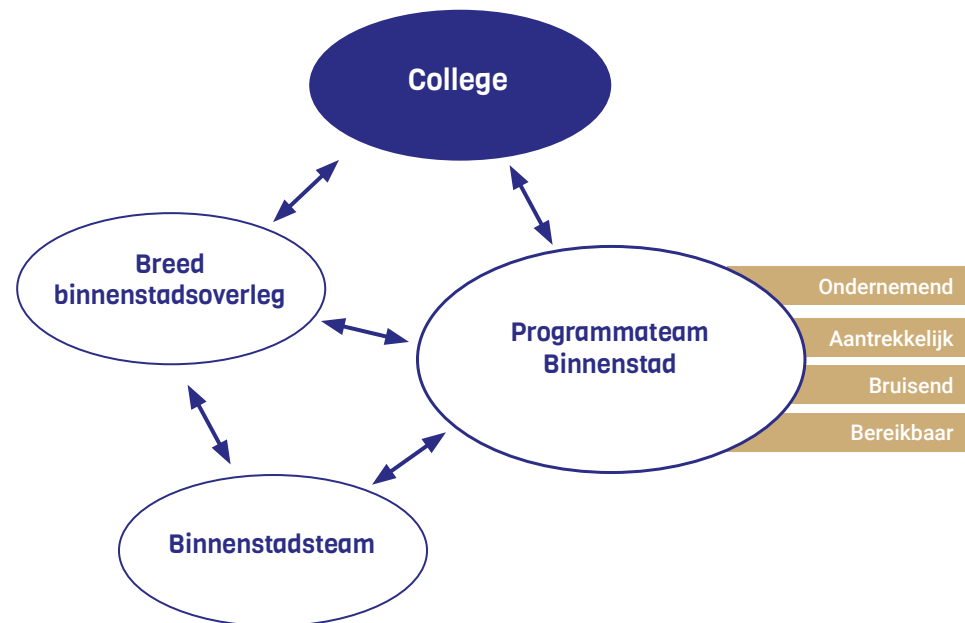 College
Breed
binnenstadsoverleg
Programmateam
Binnenstad
Ondernemend
Aantrekkelijk
Bruisend
Bereikbaar
Binnenstadsteam